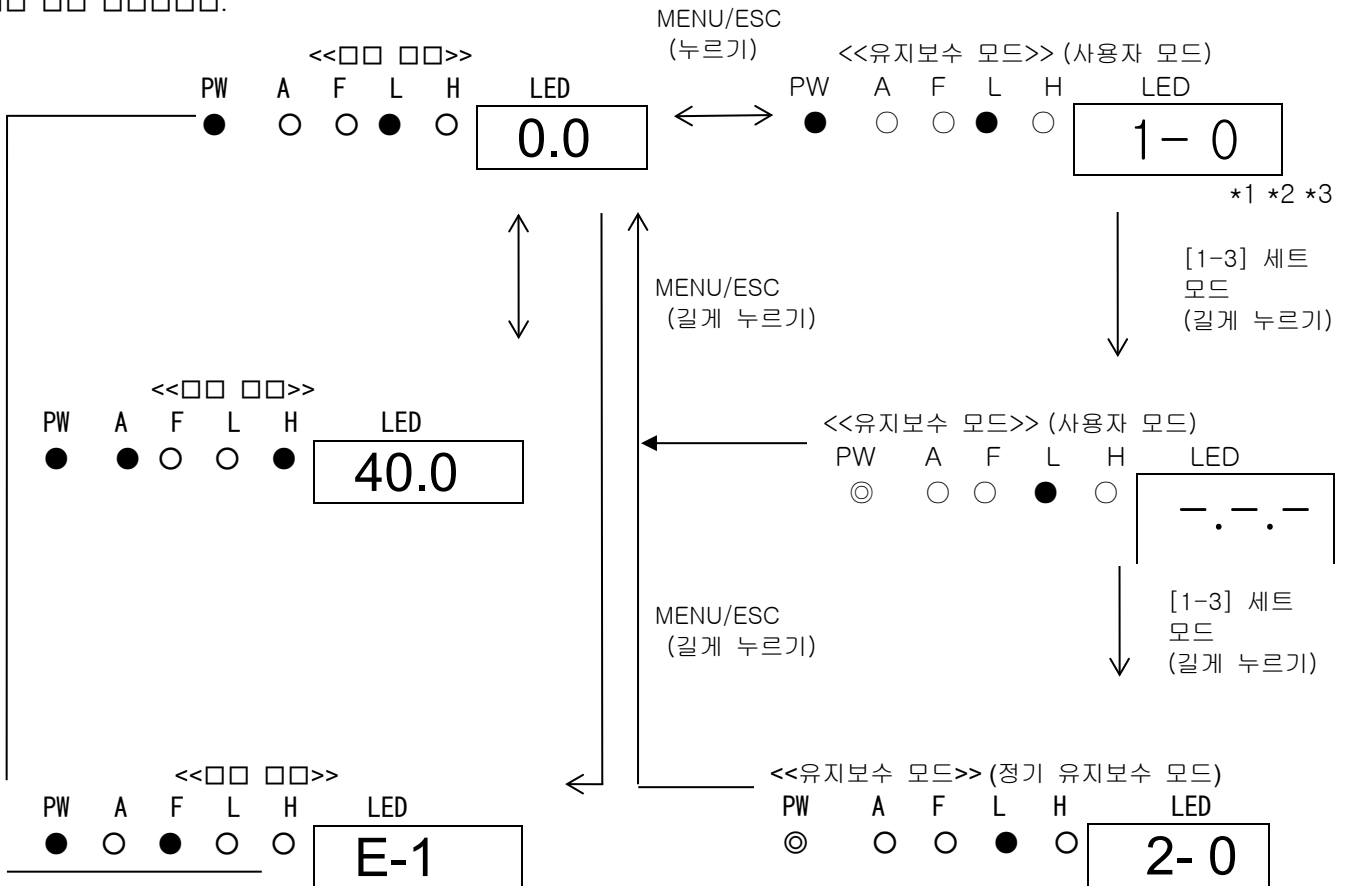 MENU/ESC
(누르기)
<<□□ □□>>
PW A F L H LED
● ○ ○ ● ○ 0.0
<<유지보수 모드>> (사용자 모드)
PW A F L H LED
● ○ ○ ● ○ 1- 0
*1 *2 *3
[1-3] 세트
모드
(길게 누르기)
MENU/ESC
(길게 누르기)
<<□□ □□>>
PW A F L H LED
● ● ○ ○ ● 40.0
<<유지보수 모드>> (사용자 모드)
PW A F L H LED
◎ ○ ○ ● ○ -.-.-
[1-3] 세트
모드
(길게 누르기)
MENU/ESC
(길게 누르기)
<<□□ □□>>
PW A F L H LED
● ○ ● ○ ○ E-1
<<유지보수 모드>> (정기 유지보수 모드)
PW A F L H LED
◎ ○ ○ ● ○ 2- 0